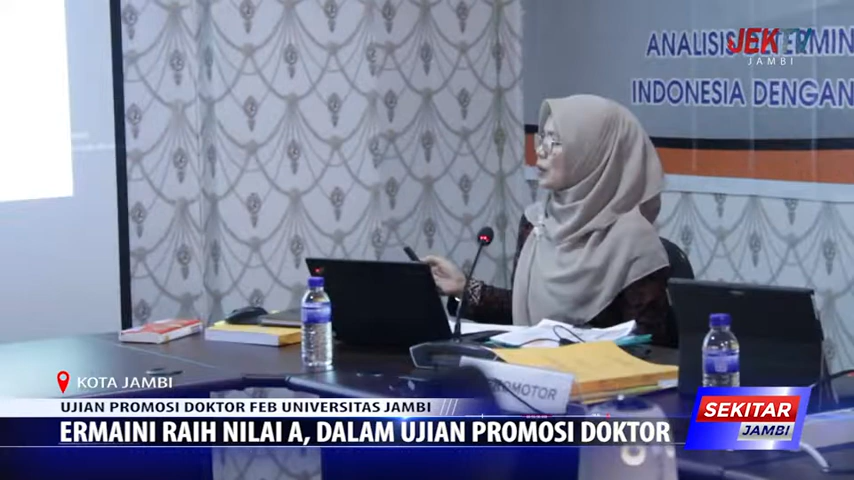 ANALISIS
JEK TV
JAMBI
INDONESIA DENGAN
PROMOTOR
KOTA JAMBI
UJIAN PROMOSI DOKTOR FEB UNIVERSITAS JAMBI
ERMAINI RAIH NILAI A, DALAM UJIAN PROMOSI DOKTOR
SEKITAR
JAMBI